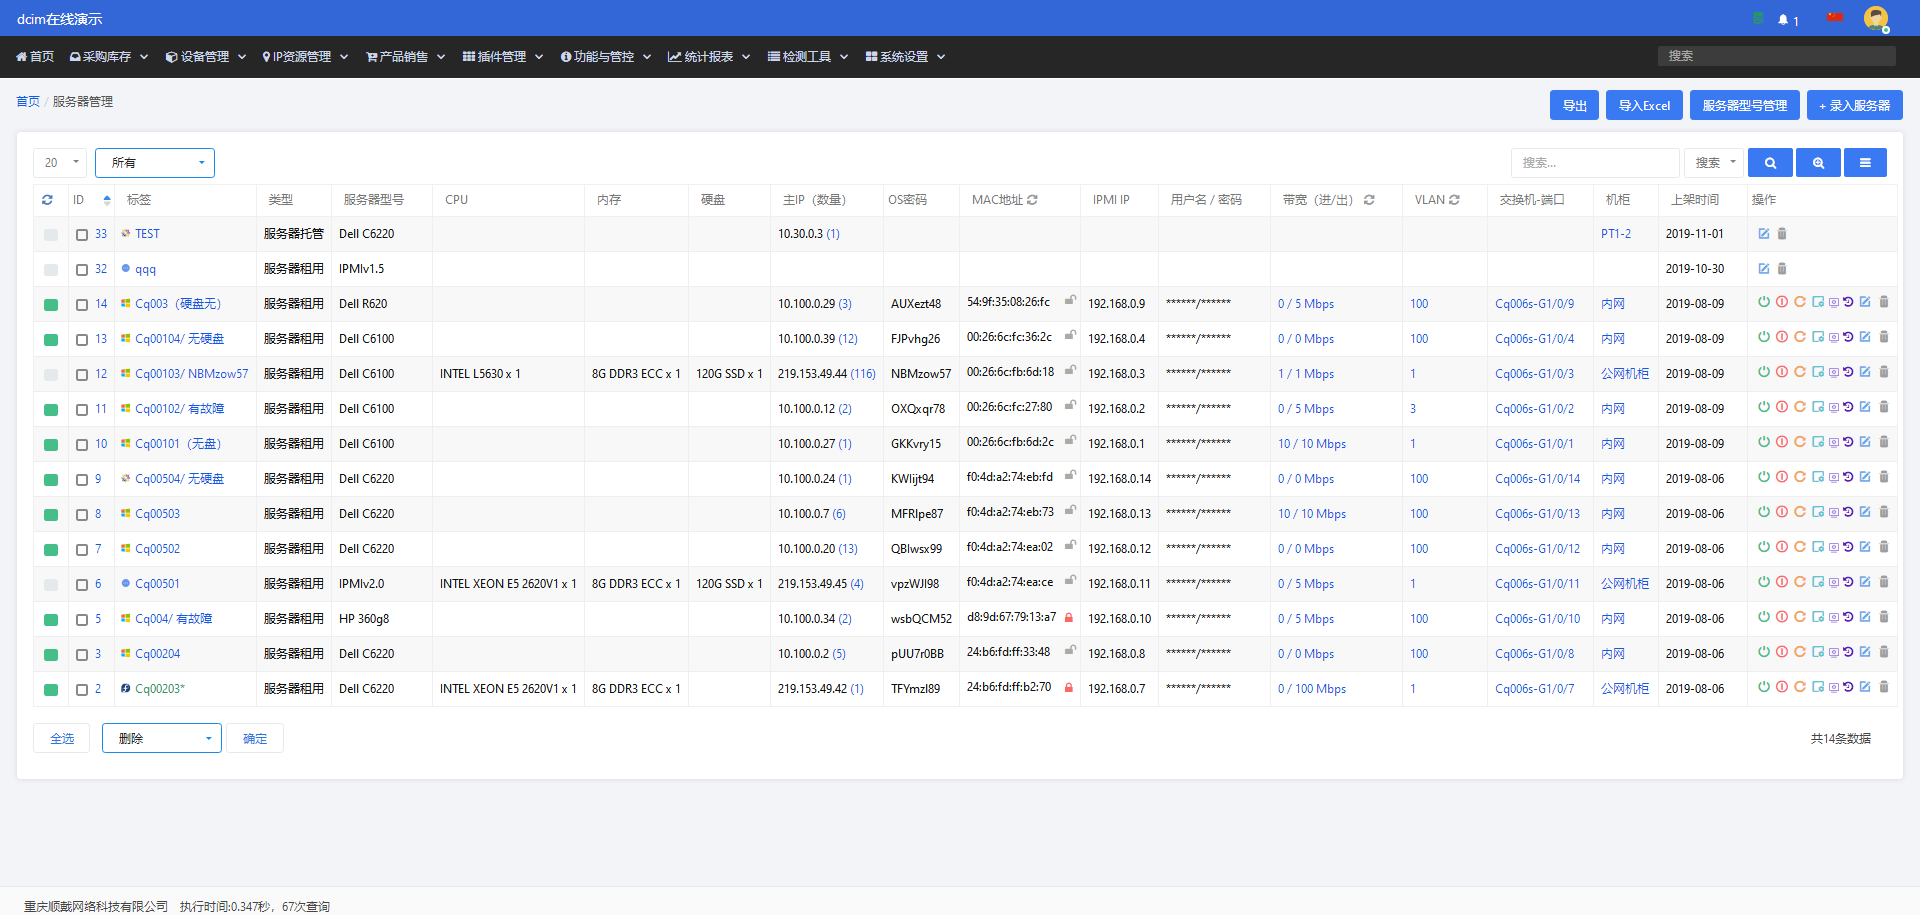 dcim在线演示
1
首页 采购库存 设备管理 IP资源管理 产品销售 插件管理 功能与管控 统计报表 检测工具 系统设置 搜索
首页 / 服务器管理
导出 导入Excel 服务器型号管理 + 录入服务器
20 所有 搜索... 搜索
ID 标签 类型 服务器型号 CPU 内存 硬盘 主IP（数量） OS密码 MAC地址 IPMI IP 用户名 / 密码 带宽（进/出） VLAN 交换机-端口 机柜 上架时间 操作
33 TEST 服务器托管 Dell C6220 10.30.0.3 (1) PT1-2 2019-11-01
32 qqq 服务器租用 IPMIv1.5 2019-10-30
14 Cq003（硬盘无） 服务器租用 Dell R620 10.100.0.29 (3) AUXezt48 54:9f:35:08:26:fc 192.168.0.9 ******/****** 0 / 5 Mbps 100 Cq006s-G1/0/9 内网 2019-08-09
13 Cq00104/ 无硬盘 服务器租用 Dell C6100 10.100.0.39 (12) FJPvhg26 00:26:6c:fc:36:2c 192.168.0.4 ******/****** 0 / 0 Mbps 100 Cq006s-G1/0/4 内网 2019-08-09
12 Cq00103/ NBMzow57 服务器租用 Dell C6100 INTEL L5630 x 1 8G DDR3 ECC x 1 120G SSD x 1 219.153.49.44 (116) NBMzow57 00:26:6c:fb:6d:18 192.168.0.3 ******/****** 1 / 1 Mbps 1 Cq006s-G1/0/3 公网机柜 2019-08-09
11 Cq00102/ 有故障 服务器租用 Dell C6100 10.100.0.12 (2) OXQxqr78 00:26:6c:fc:27:80 192.168.0.2 ******/****** 0 / 5 Mbps 3 Cq006s-G1/0/2 内网 2019-08-09
10 Cq00101（无盘） 服务器租用 Dell C6100 10.100.0.27 (1) GKKvry15 00:26:6c:fb:6d:2c 192.168.0.1 ******/****** 10 / 10 Mbps 1 Cq006s-G1/0/1 内网 2019-08-09
9 Cq00504/ 无硬盘 服务器租用 Dell C6220 10.100.0.24 (1) KWlijt94 f0:4d:a2:74:eb:fd 192.168.0.14 ******/****** 0 / 0 Mbps 100 Cq006s-G1/0/14 内网 2019-08-06
8 Cq00503 服务器租用 Dell C6220 10.100.0.7 (6) MFRlpe87 f0:4d:a2:74:eb:73 192.168.0.13 ******/****** 10 / 10 Mbps 100 Cq006s-G1/0/13 内网 2019-08-06
7 Cq00502 服务器租用 Dell C6220 10.100.0.20 (13) QBlwsx99 f0:4d:a2:74:ea:02 192.168.0.12 ******/****** 0 / 0 Mbps 100 Cq006s-G1/0/12 内网 2019-08-06
6 Cq00501 服务器租用 IPMIv2.0 INTEL XEON E5 2620V1 x 1 8G DDR3 ECC x 1 120G SSD x 1 219.153.49.45 (4) vpzWJl98 f0:4d:a2:74:ea:ce 192.168.0.11 ******/****** 0 / 5 Mbps 1 Cq006s-G1/0/11 公网机柜 2019-08-06
5 Cq004/ 有故障 服务器租用 HP 360g8 10.100.0.34 (2) wsbQCM52 d8:9d:67:79:13:a7 192.168.0.10 ******/****** 0 / 5 Mbps 100 Cq006s-G1/0/10 内网 2019-08-06
3 Cq00204 服务器租用 Dell C6220 10.100.0.2 (5) pUU7r0BB 24:b6:fd:ff:33:48 192.168.0.8 ******/****** 0 / 0 Mbps 100 Cq006s-G1/0/8 内网 2019-08-06
2 Cq00203* 服务器租用 Dell C6220 INTEL XEON E5 2620V1 x 1 8G DDR3 ECC x 1 219.153.49.42 (1) TFYmzl89 24:b6:fd:ff:b2:70 192.168.0.7 ******/****** 0 / 100 Mbps 1 Cq006s-G1/0/7 公网机柜 2019-08-06
全选 删除 确定 共14条数据
重庆顺戴网络科技有限公司 执行时间:0.347秒，67次查询